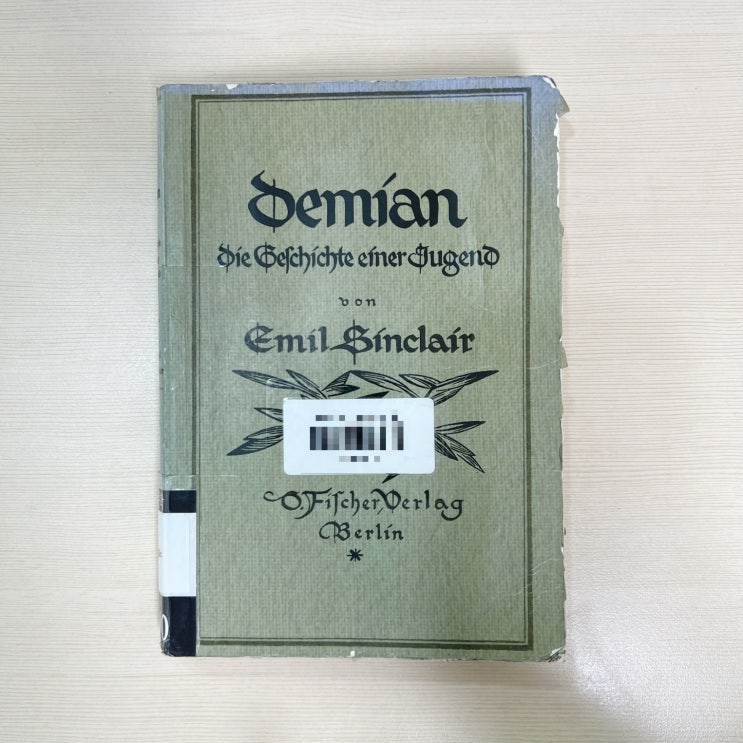 Demian
Die Geschichte einer Jugend
von
Emil Sinclair
S. Fischer, Verlag
Berlin
*